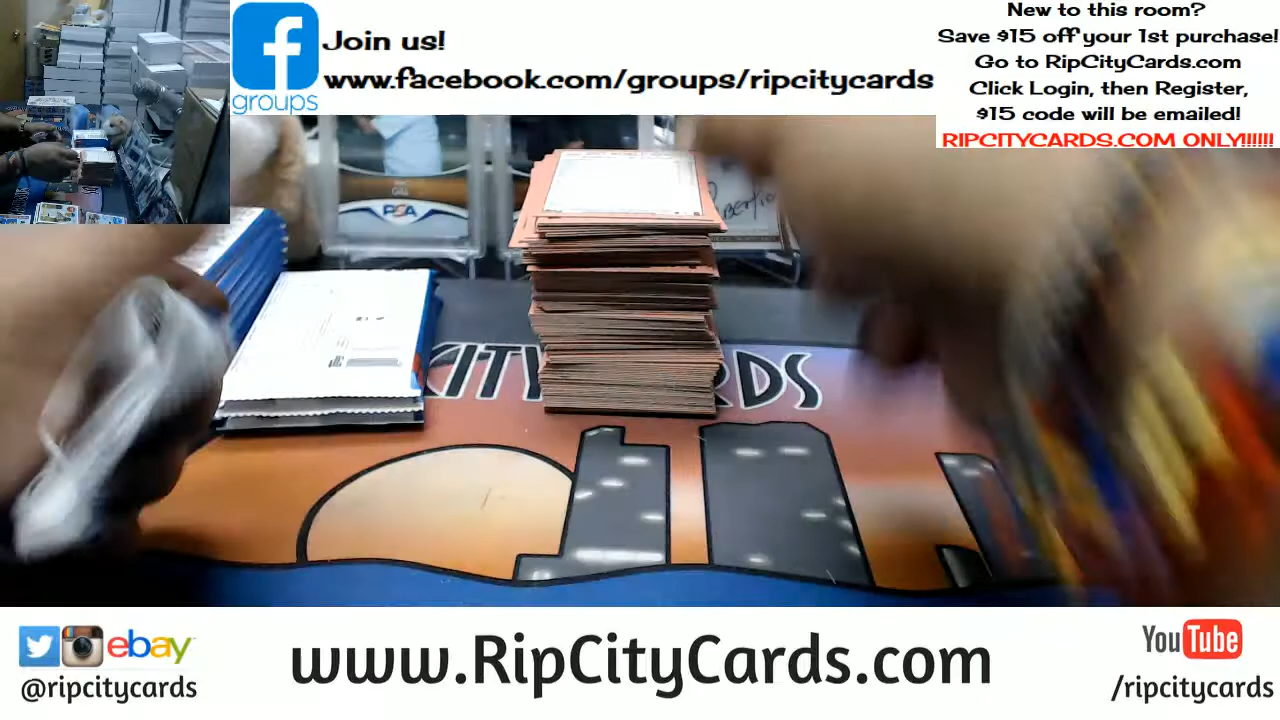 Join us!
www.facebook.com/groups/ripcitycards
groups
New to this room?
Save $15 off your 1st purchase!
Go to RipCityCards.com
Click Login, then Register,
$15 code will be emailed!
RIPCITYCARDS.COM ONLY!!!!!!
PSA
CITY CARDS
ebay
@ripcitycards
www.RipCityCards.com
YouTube
/ripcitycards